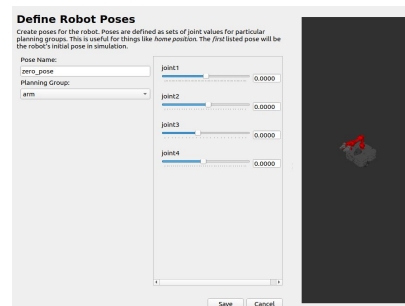 Define Robot Poses
Create poses for the robot. Poses are defined as sets of joint values for particular
planning groups. This is useful for things like home position. The first listed pose will be
the robot's initial pose in simulation.
Pose Name:
zero_pose
Planning Group:
arm
joint1
0.0000
joint2
0.0000
joint3
0.0000
joint4
0.0000
Save Cancel